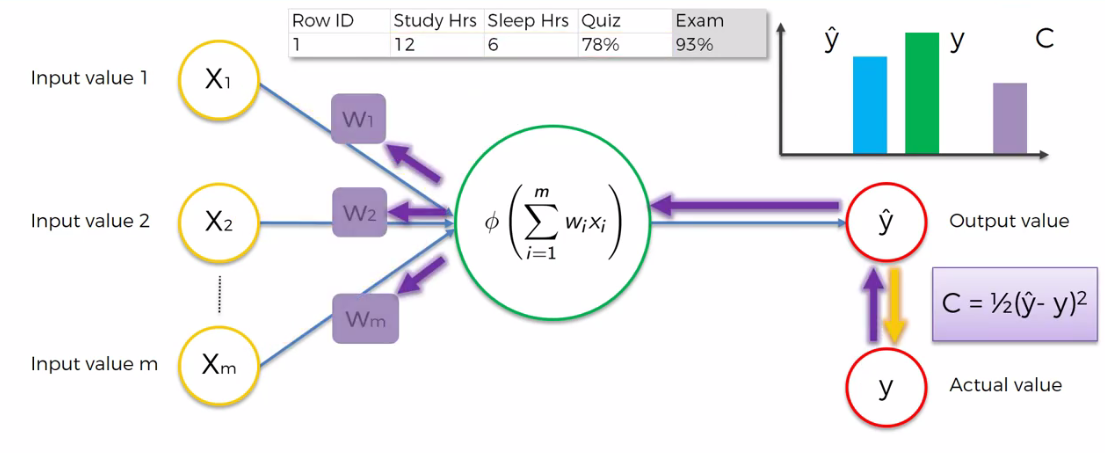 Row ID Study Hrs Sleep Hrs Quiz Exam
1 12 6 78% 93%
ŷ y C
Input value 1 X₁
w₁
Input value 2 X₂ w₂
ϕ(∑ᵢ₌₁ᵐ wᵢxᵢ)
ŷ Output value
C = ½(ŷ- y)²
wₘ
Input value m Xₘ
y Actual value